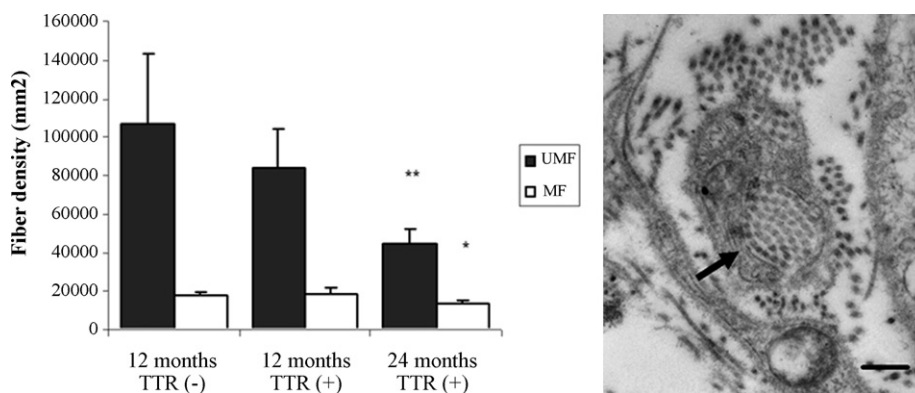 160000
140000
120000
100000
80000
60000
40000
20000
0
Fiber density (mm2)
**
*
UMF
MF
12 months
TTR (-)
12 months
TTR (+)
24 months
TTR (+)